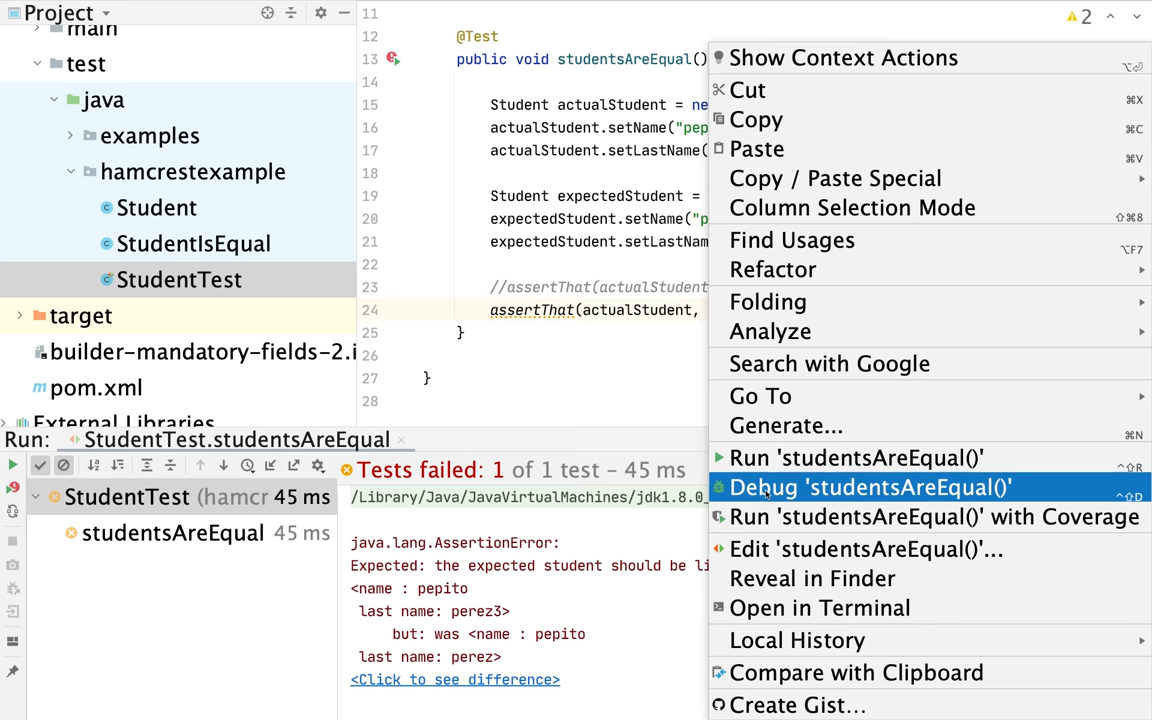 Project
main
test
java
examples
hamcrestexample
Student
StudentIsEqual
StudentTest
target
builder-mandatory-fields-2.i
pom.xml
External Libraries
11
12 @Test
13 public void studentsAreEqual()
14
15 Student actualStudent = ne
16 actualStudent.setName("pep
17 actualStudent.setLastName(
18
19 Student expectedStudent =
20 expectedStudent.setName("p
21 expectedStudent.setLastNam
22
23 //assertThat(actualStudent
24 assertThat(actualStudent,
25 }
26
27 }
28
2
Show Context Actions ⌥⏎
Cut ⌘X
Copy ⌘C
Paste ⌘V
Copy / Paste Special
Column Selection Mode ⇧⌘8
Find Usages ⌥F7
Refactor
Folding
Analyze
Search with Google
Go To
Generate... ⌘N
Run 'studentsAreEqual()' ^⇧R
Debug 'studentsAreEqual()' ^⇧D
Run 'studentsAreEqual()' with Coverage
Edit 'studentsAreEqual()'...
Reveal in Finder
Open in Terminal
Local History
Compare with Clipboard
Create Gist...
Run: StudentTest.studentsAreEqual
Tests failed: 1 of 1 test – 45 ms
StudentTest (hamcr 45 ms
studentsAreEqual 45 ms
/Library/Java/JavaVirtualMachines/jdk1.8.0_
java.lang.AssertionError:
Expected: the expected student should be li
<name : pepito
last name: perez3>
but: was <name : pepito
last name: perez>
<Click to see difference>